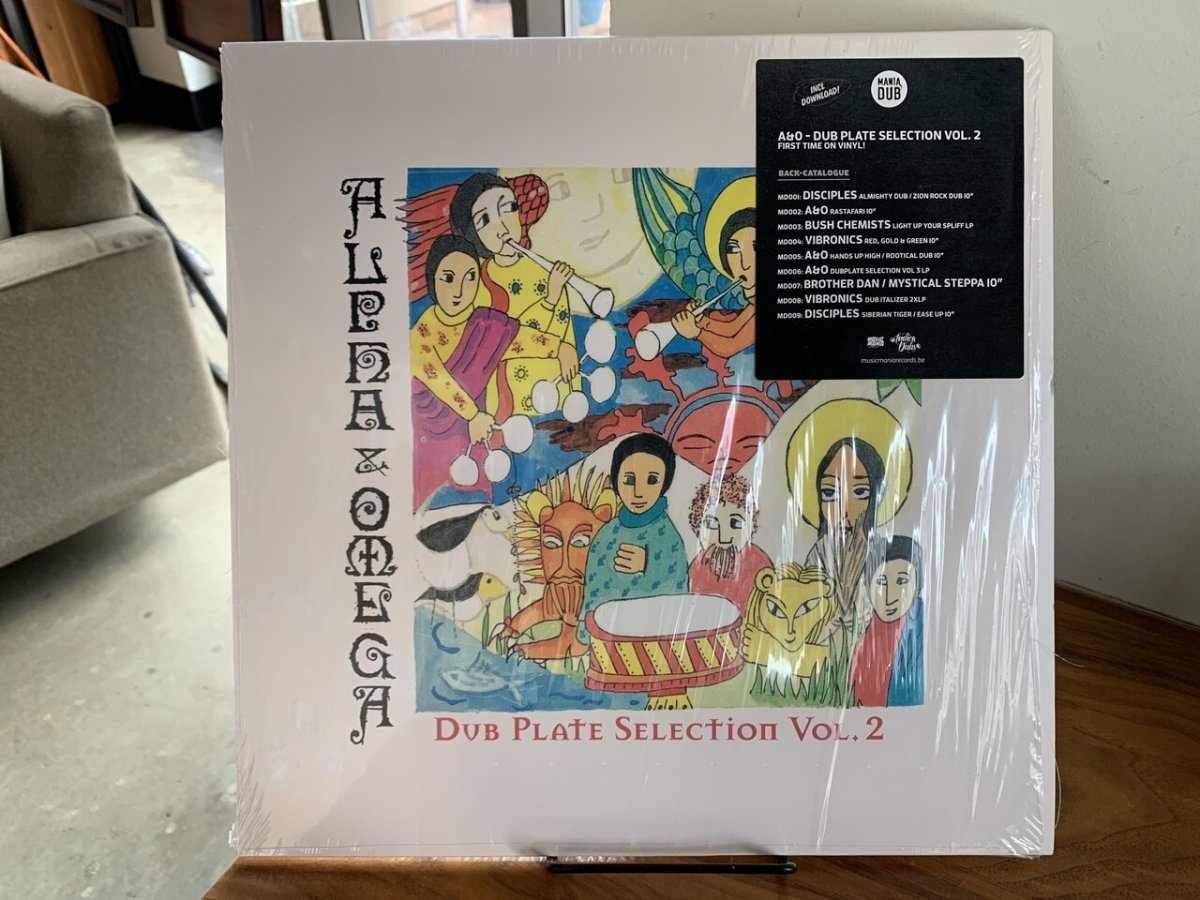 ALPHA & OMEGA
INCL
DOWNLOAD!
MANIA
DUB
A&O - DUB PLATE SELECTION VOL. 2
FIRST TIME ON VINYL!
BACK-CATALOGUE
MD001: DISCIPLES ALMIGHTY DUB / ZION ROCK DUB 10"
MD002: A&O RASTAFARI 10"
MD003: BUSH CHEMISTS LIGHT UP YOUR SPLIFF LP
MD004: VIBRONICS RED, GOLD & GREEN 10"
MD005: A&O HANDS UP HIGH / ROOTICAL DUB 10"
MD006: A&O DUBPLATE SELECTION VOL 3 LP
MD007: BROTHER DAN / MYSTICAL STEPPA 10"
MD008: VIBRONICS DUB ITALIZER 2XLP
MD009: DISCIPLES SIBERIAN TIGER / EASE UP 10"
musicmaniarecords.be
DUB PLATE SELECTION VOL. 2